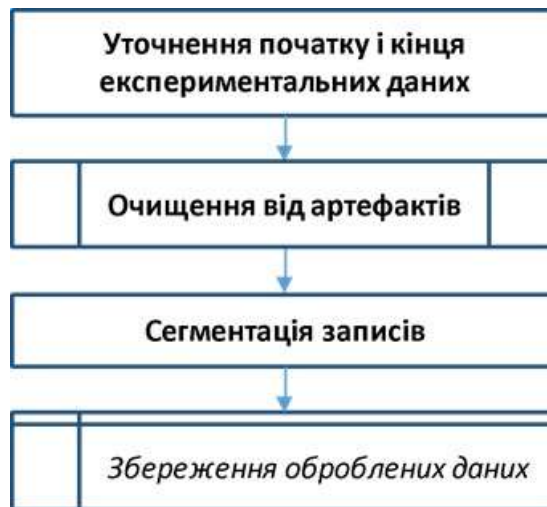 Уточнення початку і кінця
експериментальних даних
Очищення від артефактів
Сегментація записів
Збереження оброблених даних